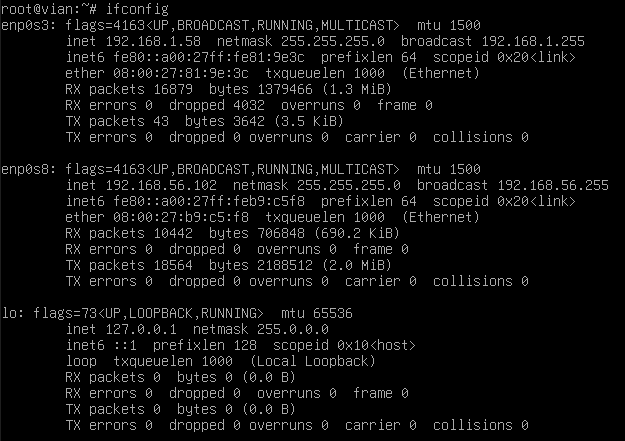 root@vian:~# ifconfig
enp0s3: flags=4163<UP,BROADCAST,RUNNING,MULTICAST>  mtu 1500
        inet 192.168.1.58  netmask 255.255.255.0  broadcast 192.168.1.255
        inet6 fe80::a00:27ff:fe81:9e3c  prefixlen 64  scopeid 0x20<link>
        ether 08:00:27:81:9e:3c  txqueuelen 1000  (Ethernet)
        RX packets 16879  bytes 1379466 (1.3 MiB)
        RX errors 0  dropped 4032  overruns 0  frame 0
        TX packets 43  bytes 3642 (3.5 KiB)
        TX errors 0  dropped 0 overruns 0  carrier 0  collisions 0

enp0s8: flags=4163<UP,BROADCAST,RUNNING,MULTICAST>  mtu 1500
        inet 192.168.56.102  netmask 255.255.255.0  broadcast 192.168.56.255
        inet6 fe80::a00:27ff:feb9:c5f8  prefixlen 64  scopeid 0x20<link>
        ether 08:00:27:b9:c5:f8  txqueuelen 1000  (Ethernet)
        RX packets 10442  bytes 706848 (690.2 KiB)
        RX errors 0  dropped 0  overruns 0  frame 0
        TX packets 18564  bytes 2188512 (2.0 MiB)
        TX errors 0  dropped 0 overruns 0  carrier 0  collisions 0

lo: flags=73<UP,LOOPBACK,RUNNING>  mtu 65536
        inet 127.0.0.1  netmask 255.0.0.0
        inet6 ::1  prefixlen 128  scopeid 0x10<host>
        loop  txqueuelen 1000  (Local Loopback)
        RX packets 0  bytes 0 (0.0 B)
        RX errors 0  dropped 0  overruns 0  frame 0
        TX packets 0  bytes 0 (0.0 B)
        TX errors 0  dropped 0 overruns 0  carrier 0  collisions 0